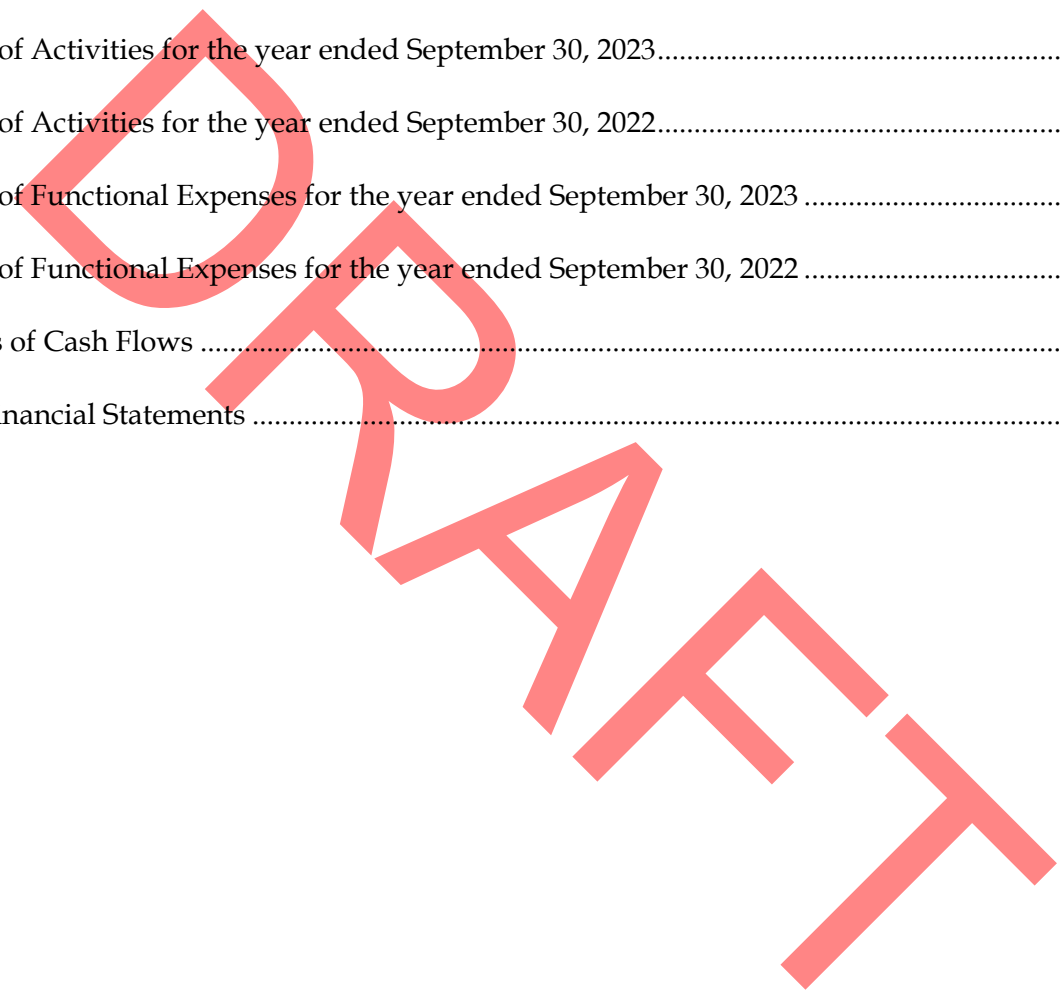 of Activities for the year ended September 30, 2023................................................................
of Activities for the year ended September 30, 2022................................................................
of Functional Expenses for the year ended September 30, 2023 ........................................
of Functional Expenses for the year ended September 30, 2022 ........................................
s of Cash Flows ................................................................................................................................
inancial Statements ........................................................................................................................
DRAFT